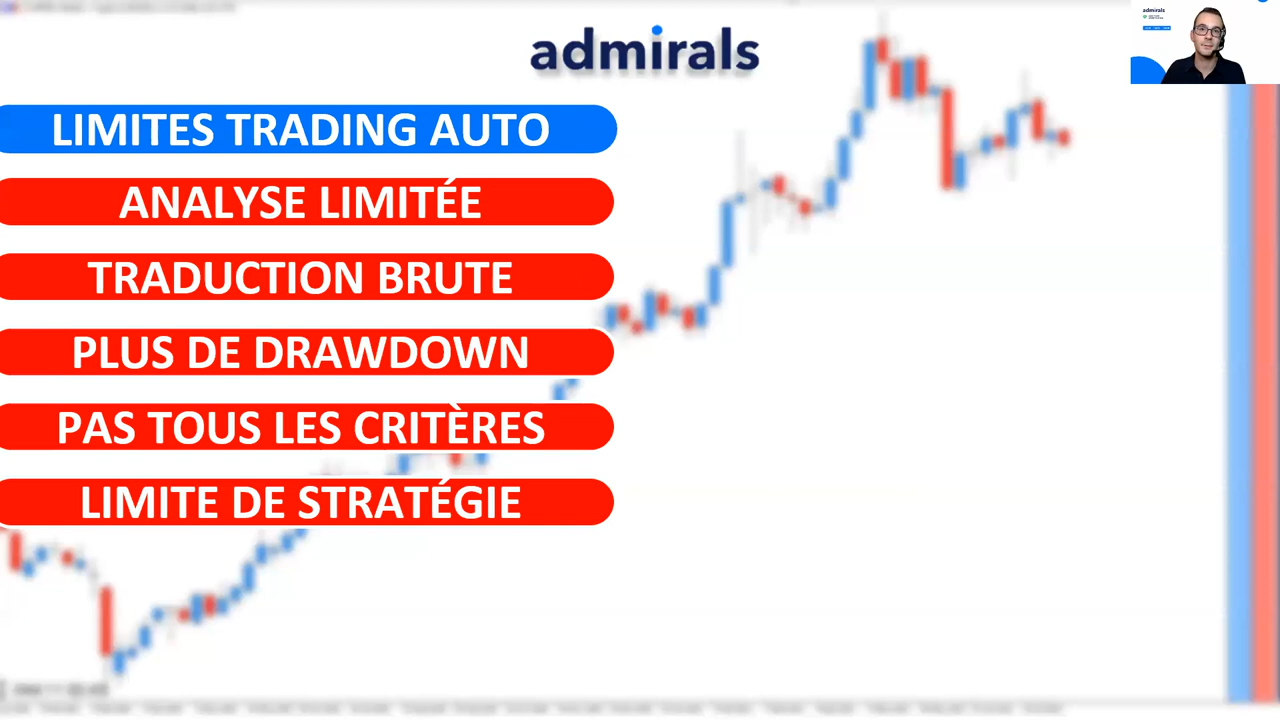 admirals
LIMITES TRADING AUTO
ANALYSE LIMITÉE
TRADUCTION BRUTE
PLUS DE DRAWDOWN
PAS TOUS LES CRITÈRES
LIMITE DE STRATÉGIE
admirals